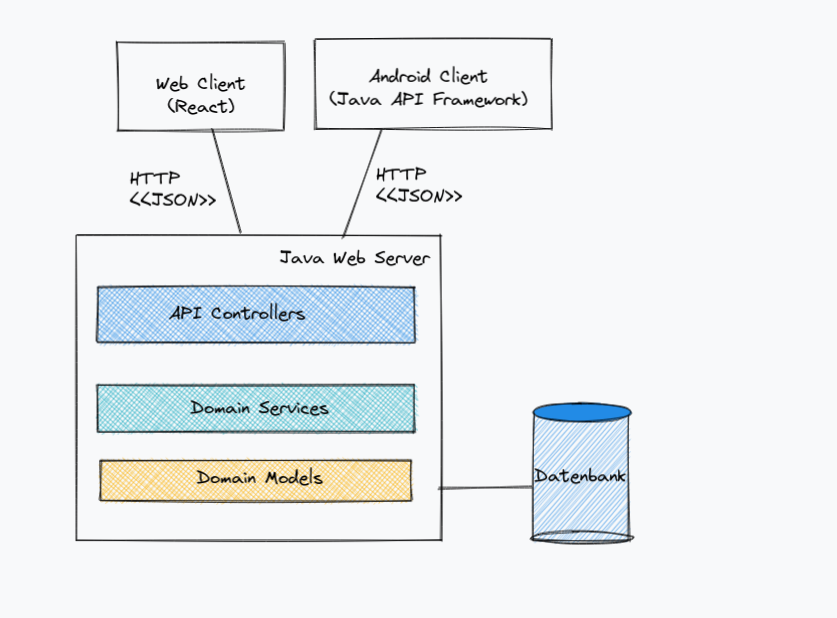 Web Client
(React)
Android Client
(Java API Framework)
HTTP
<<JSON>>
HTTP
<<JSON>>
Java Web Server
API Controllers
Domain Services
Domain Models
Datenbank